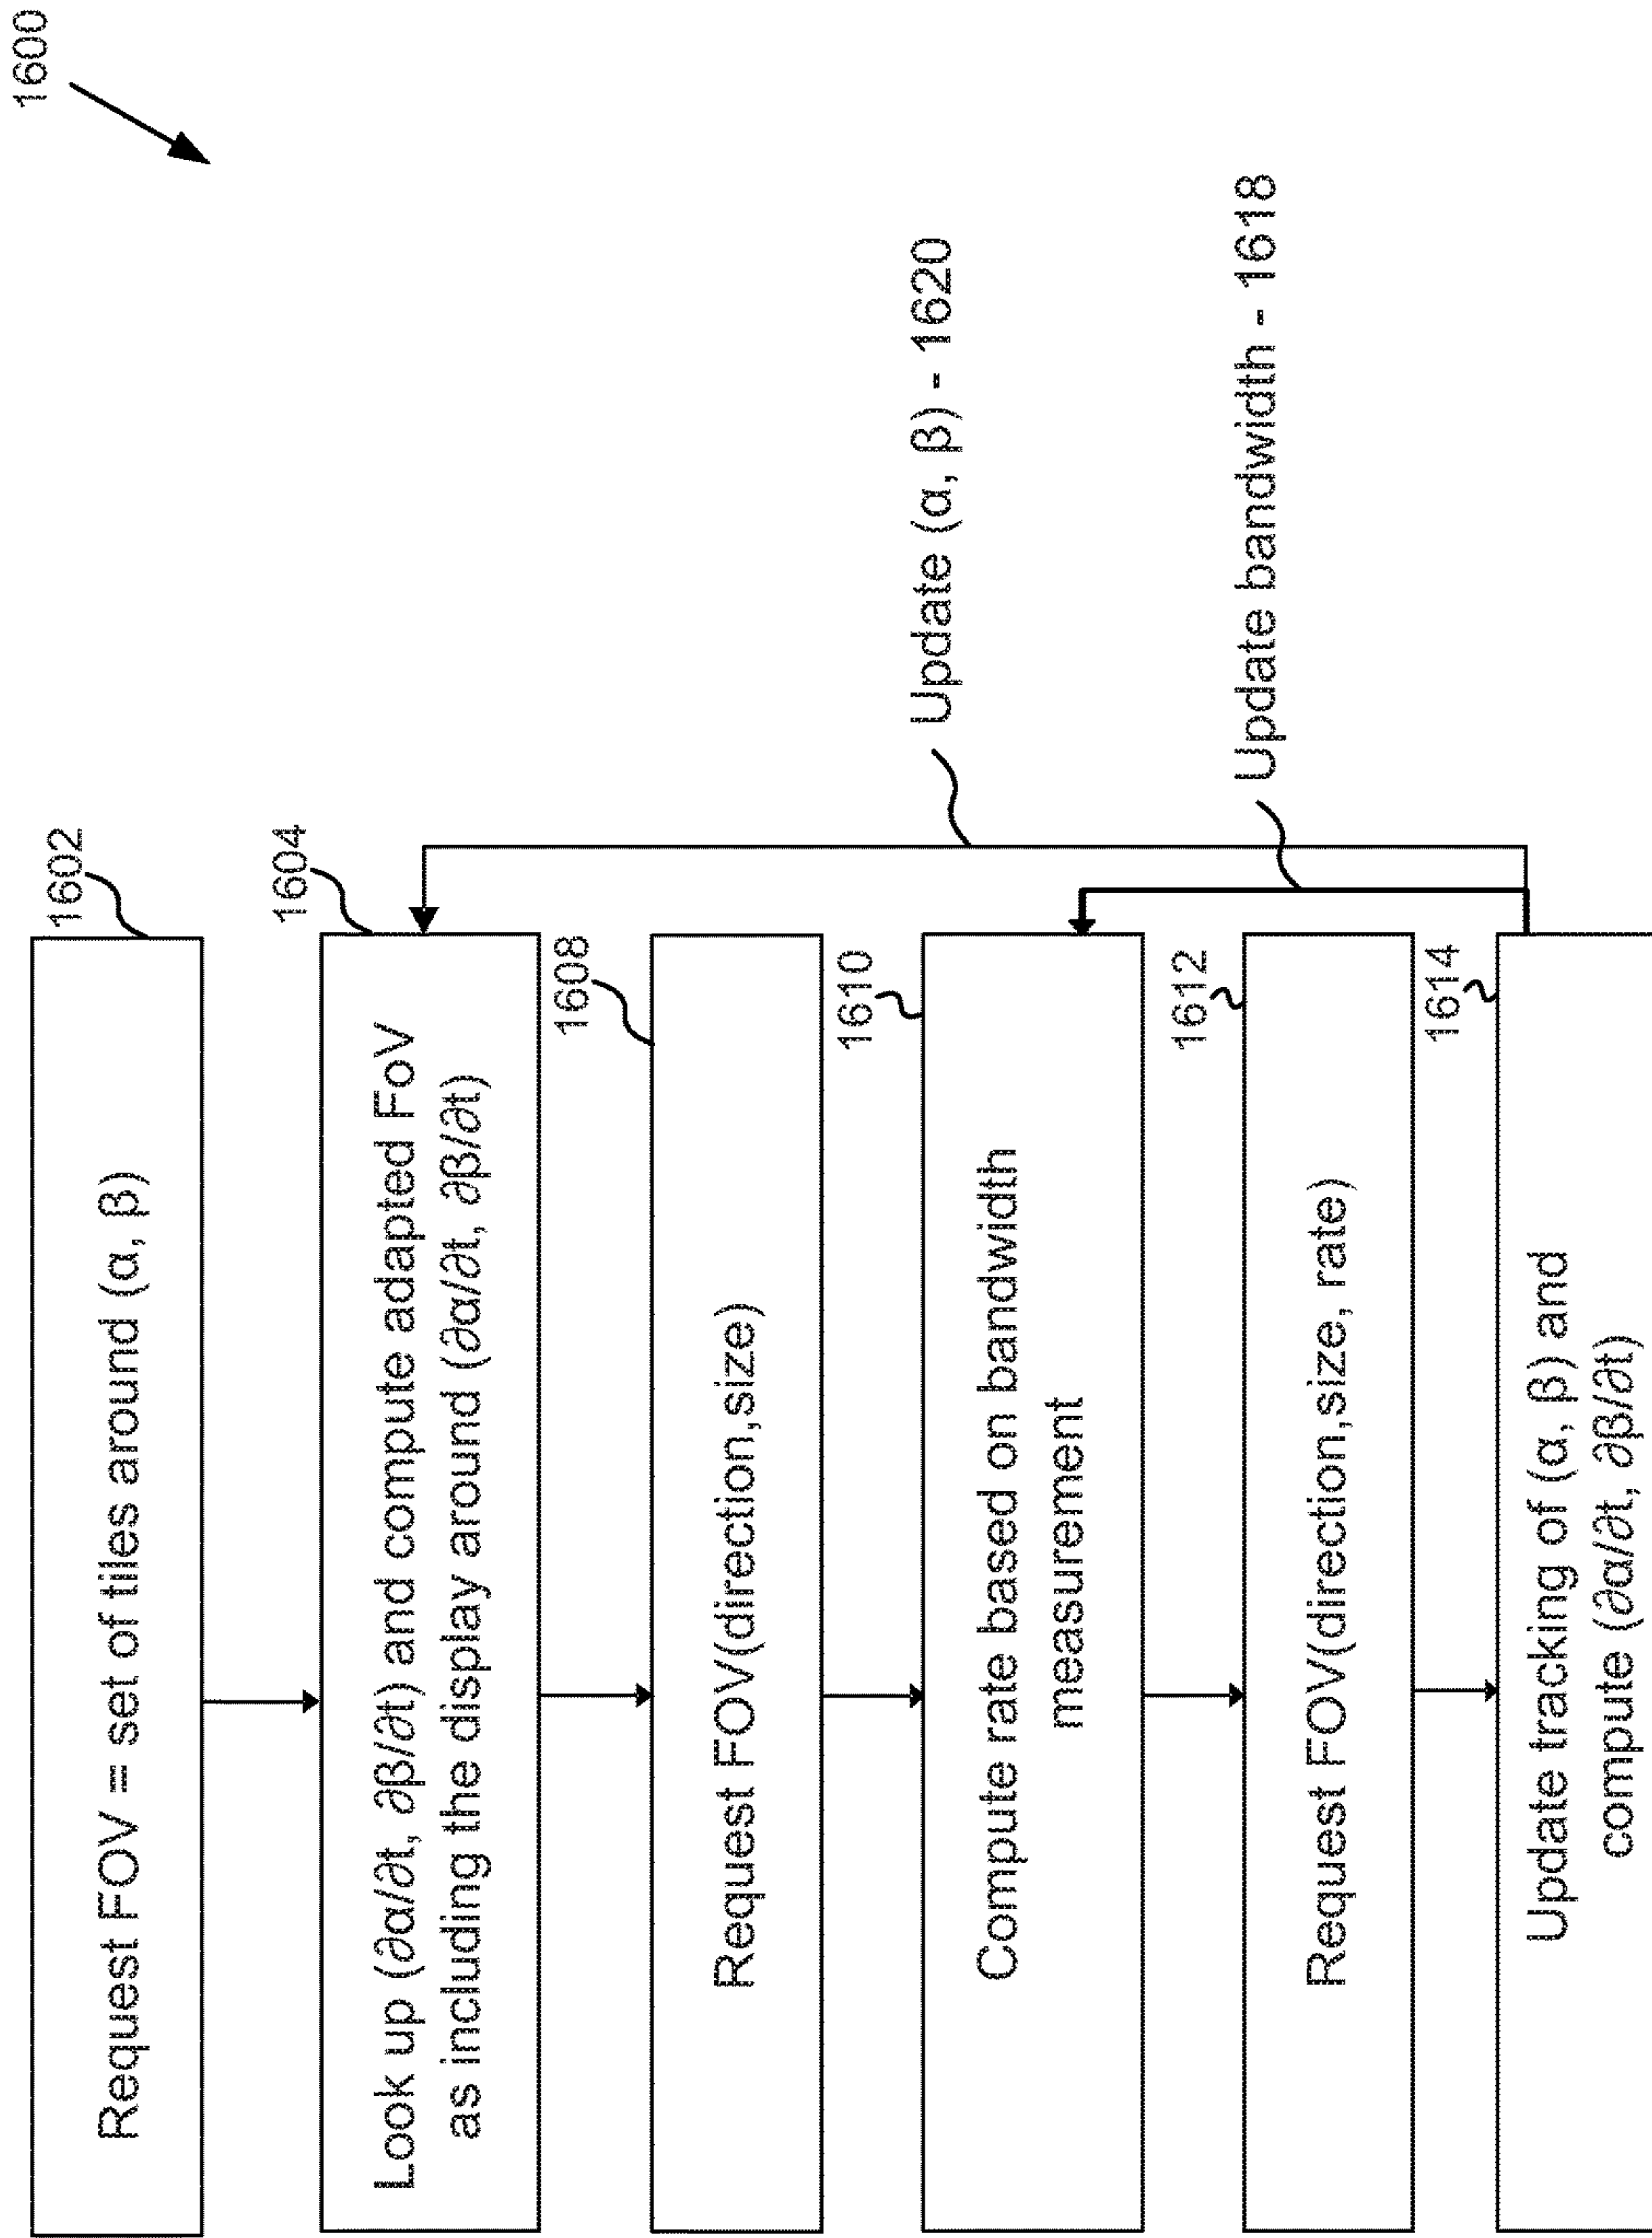 1600
1602
Request FOV = set of tiles around (α, β)
1604
Look up (∂α/∂t, ∂β/∂t) and compute adapted FoV
as including the display around (∂α/∂t, ∂β/∂t)
1608
Request FOV(direction,size)
1610
Compute rate based on bandwidth
measurement
1612
Request FOV(direction,size, rate)
1614
Update tracking of (α, β) and
compute (∂α/∂t, ∂β/∂t)
Update (α, β) - 1620
Update bandwidth - 1618